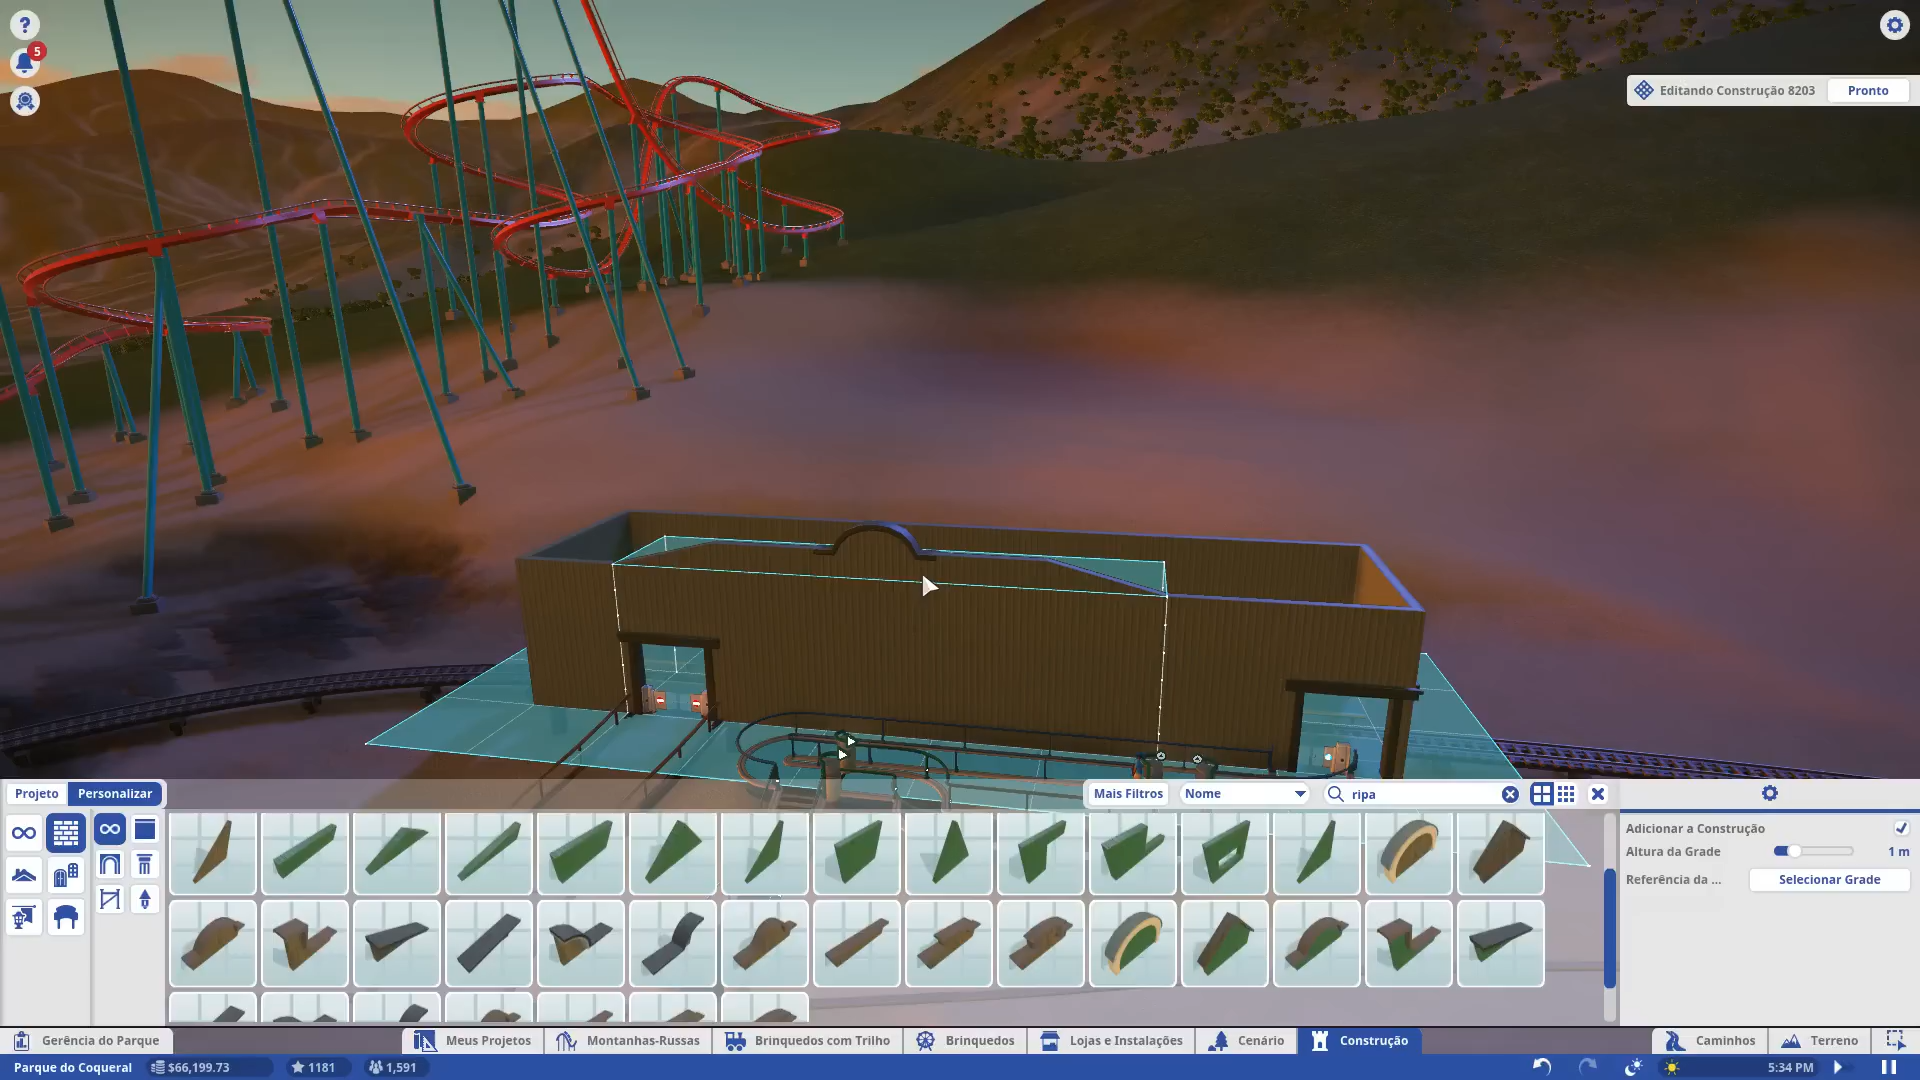 ?
5
Editando Construção 8203
Pronto
Projeto
Personalizar
Mais Filtros
Nome
ripa
Adicionar a Construção
Altura da Grade
1 m
Referência da ...
Selecionar Grade
Gerência do Parque
Meus Projetos
Montanhas-Russas
Brinquedos com Trilho
Brinquedos
Lojas e Instalações
Cenário
Construção
Caminhos
Terreno
Parque do Coqueral
$66,199.73
1181
1,591
5:34 PM